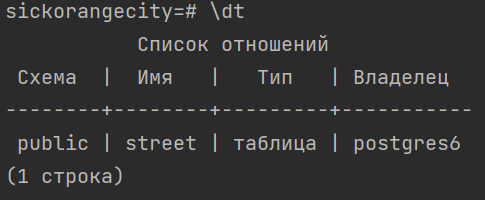 sickorangecity=# \dt
Список отношений
Схема | Имя | Тип | Владелец
--------+--------+---------+-----------
public | street | таблица | postgres6
(1 строка)